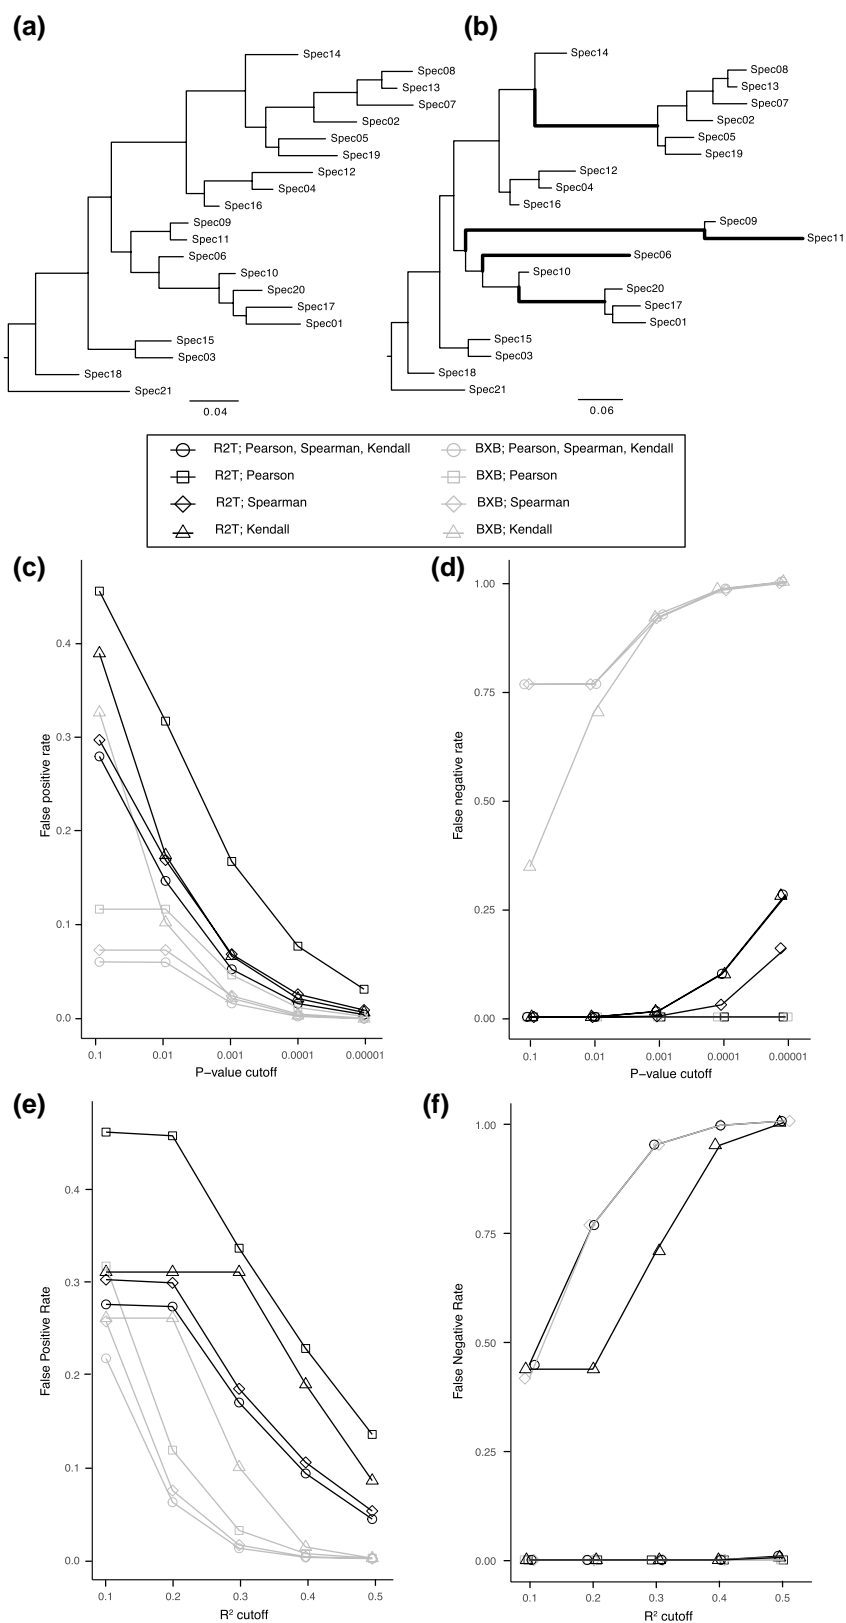 (a)
Spec14
Spec08
Spec13
Spec07
Spec02
Spec05
Spec19
Spec12
Spec04
Spec16
Spec09
Spec11
Spec06
Spec10
Spec20
Spec17
Spec01
Spec15
Spec03
Spec18
Spec21
0.04
(b)
Spec14
Spec08
Spec13
Spec07
Spec02
Spec05
Spec19
Spec12
Spec04
Spec16
Spec09
Spec11
Spec06
Spec10
Spec20
Spec17
Spec01
Spec15
Spec03
Spec18
Spec21
0.06
R2T; Pearson, Spearman, Kendall
R2T; Pearson
R2T; Spearman
R2T; Kendall
BXB; Pearson, Spearman, Kendall
BXB; Pearson
BXB; Spearman
BXB; Kendall
(c)
False positive rate
0.4
0.3
0.2
0.1
0.0
0.1 0.01 0.001 0.0001 0.00001
P-value cutoff
(d)
False negative rate
1.00
0.75
0.50
0.25
0.00
0.1 0.01 0.001 0.0001 0.00001
P-value cutoff
(e)
False Positive Rate
0.4
0.3
0.2
0.1
0.0
0.1 0.2 0.3 0.4 0.5
R² cutoff
(f)
False Negative Rate
1.00
0.75
0.50
0.25
0.00
0.1 0.2 0.3 0.4 0.5
R² cutoff